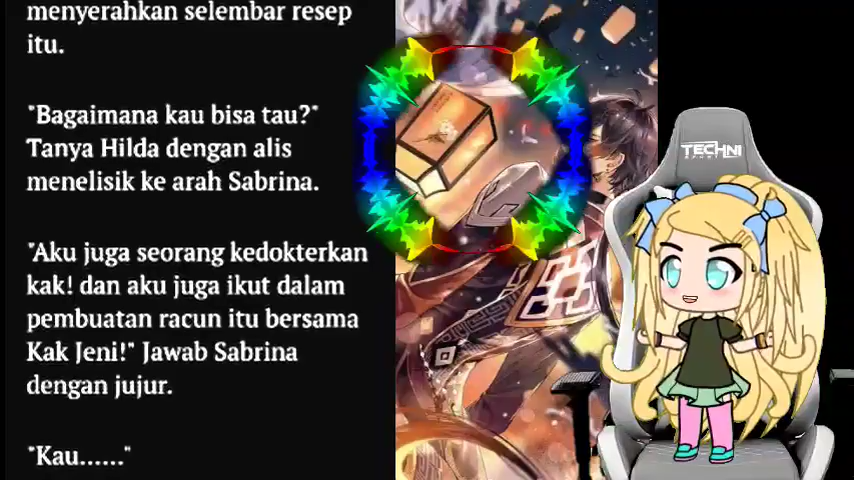 menyerahkan selembar resep
itu.
"Bagaimana kau bisa tau?"
Tanya Hilda dengan alis
menelisik ke arah Sabrina.
"Aku juga seorang kedokterkan
kak! dan aku juga ikut dalam
pembuatan racun itu bersama
Kak Jeni!" Jawab Sabrina
dengan jujur.
"Kau......"
TECHNI
SPORT